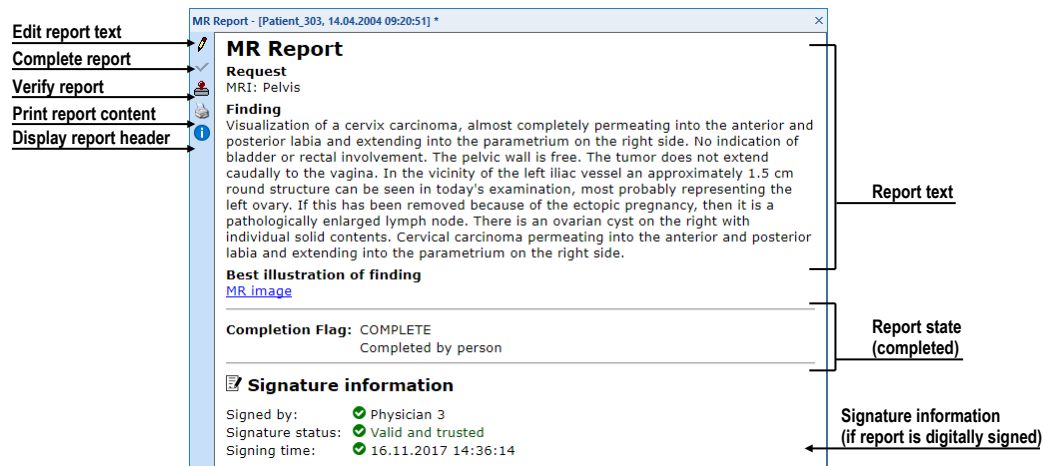 MR Report - [Patient_303, 14.04.2004 09:20:51] *
Edit report text
Complete report
Verify report
Print report content
Display report header
MR Report
Request
MRI: Pelvis
Finding
Visualization of a cervix carcinoma, almost completely permeating into the anterior and
posterior labia and extending into the parametrium on the right side. No indication of
bladder or rectal involvement. The pelvic wall is free. The tumor does not extend
caudally to the vagina. In the vicinity of the left iliac vessel an approximately 1.5 cm
round structure can be seen in today's examination, most probably representing the
left ovary. If this has been removed because of the ectopic pregnancy, then it is a
pathologically enlarged lymph node. There is an ovarian cyst on the right with
individual solid contents. Cervical carcinoma permeating into the anterior and posterior
labia and extending into the parametrium on the right side.
Best illustration of finding
MR image
Report text
Completion Flag: COMPLETE
Completed by person
Report state
(completed)
Signature information
Signed by: Physician 3
Signature status: Valid and trusted
Signing time: 16.11.2017 14:36:14
Signature information
(if report is digitally signed)